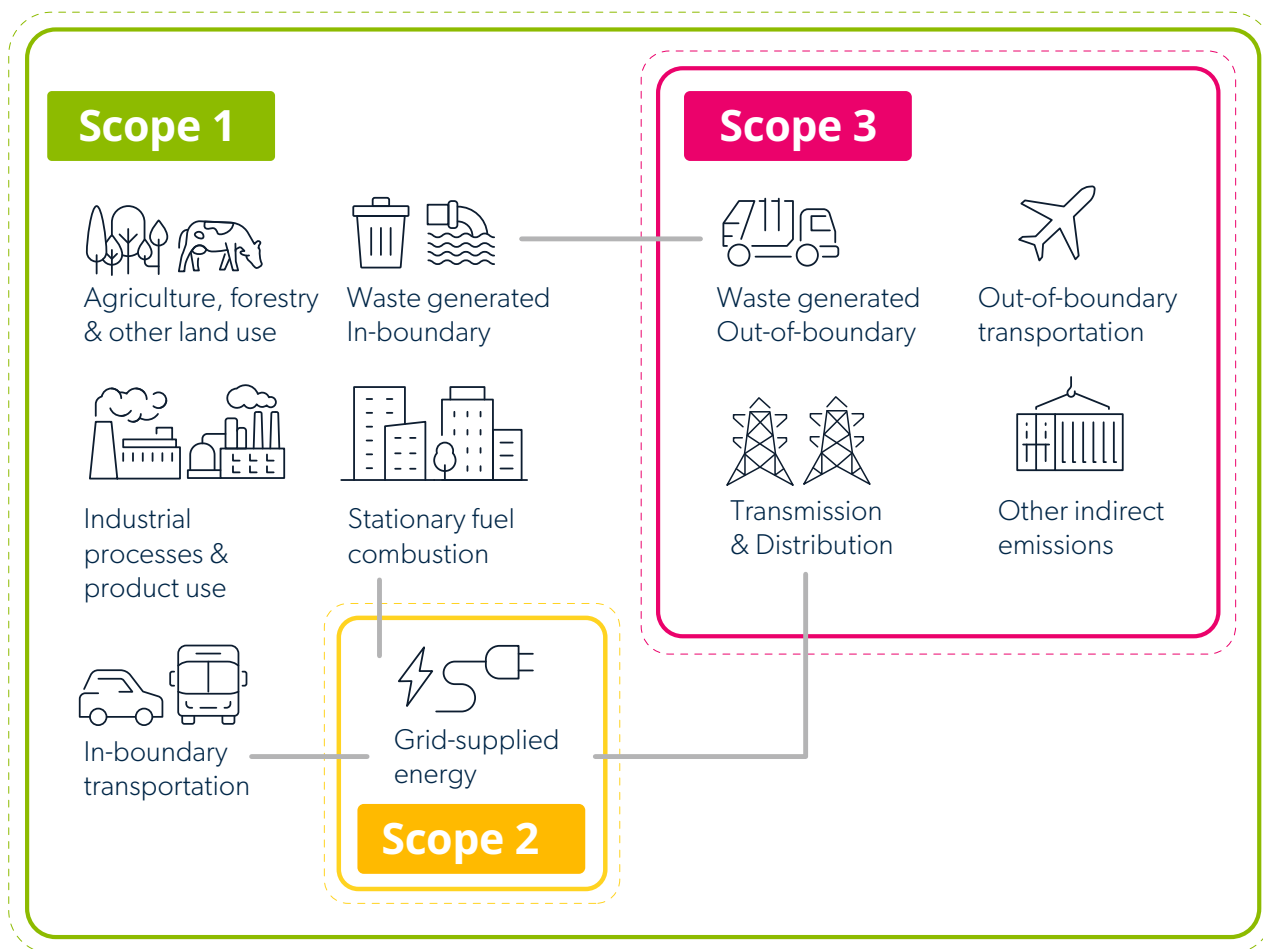 Scope 1
Agriculture, forestry
& other land use
Waste generated
In-boundary
Industrial
processes &
product use
Stationary fuel
combustion
In-boundary
transportation
Grid-supplied
energy
Scope 2
Scope 3
Waste generated
Out-of-boundary
Out-of-boundary
transportation
Transmission
& Distribution
Other indirect
emissions